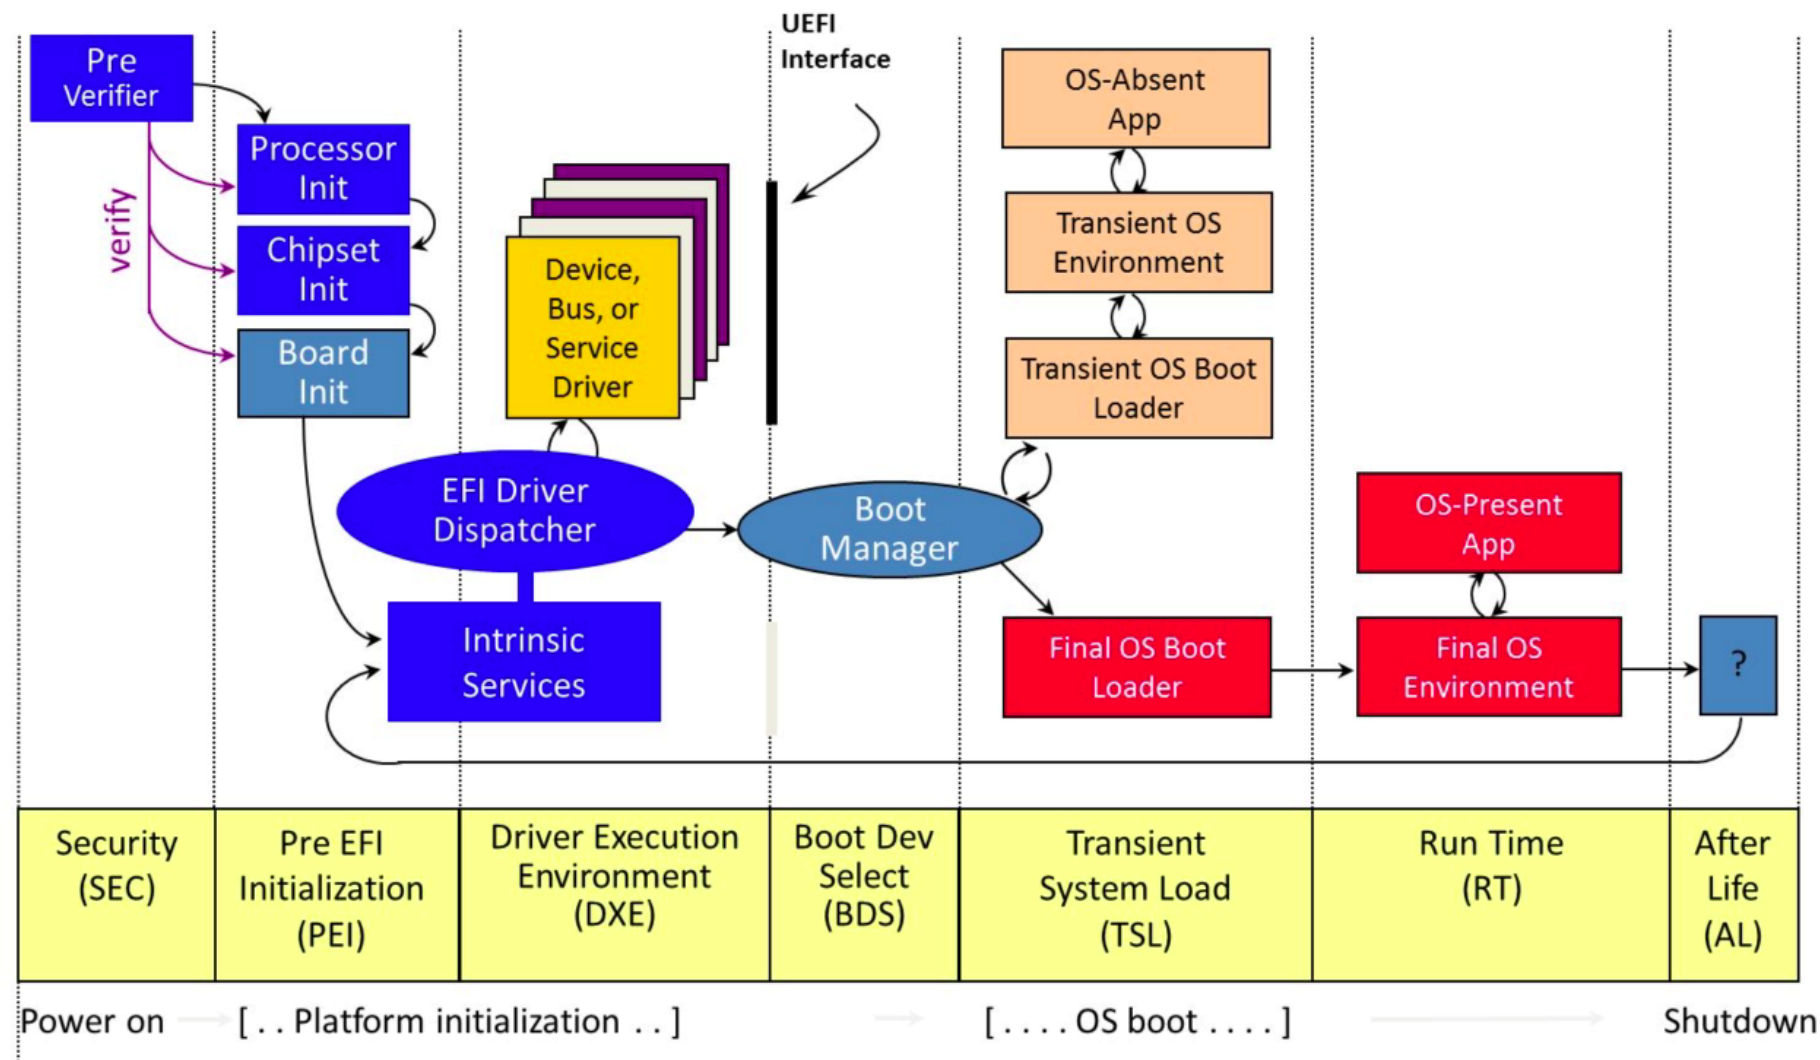 UEFI
Interface
Pre
Verifier
verify
Processor
Init
Chipset
Init
Board
Init
Device,
Bus, or
Service
Driver
EFI Driver
Dispatcher
Intrinsic
Services
Boot
Manager
OS-Absent
App
Transient OS
Environment
Transient OS Boot
Loader
Final OS Boot
Loader
OS-Present
App
Final OS
Environment
?
Security
(SEC)
Pre EFI
Initialization
(PEI)
Driver Execution
Environment
(DXE)
Boot Dev
Select
(BDS)
Transient
System Load
(TSL)
Run Time
(RT)
After
Life
(AL)
Power on
[ . . Platform initialization . . ]
[ . . . . OS boot . . . . ]
Shutdown